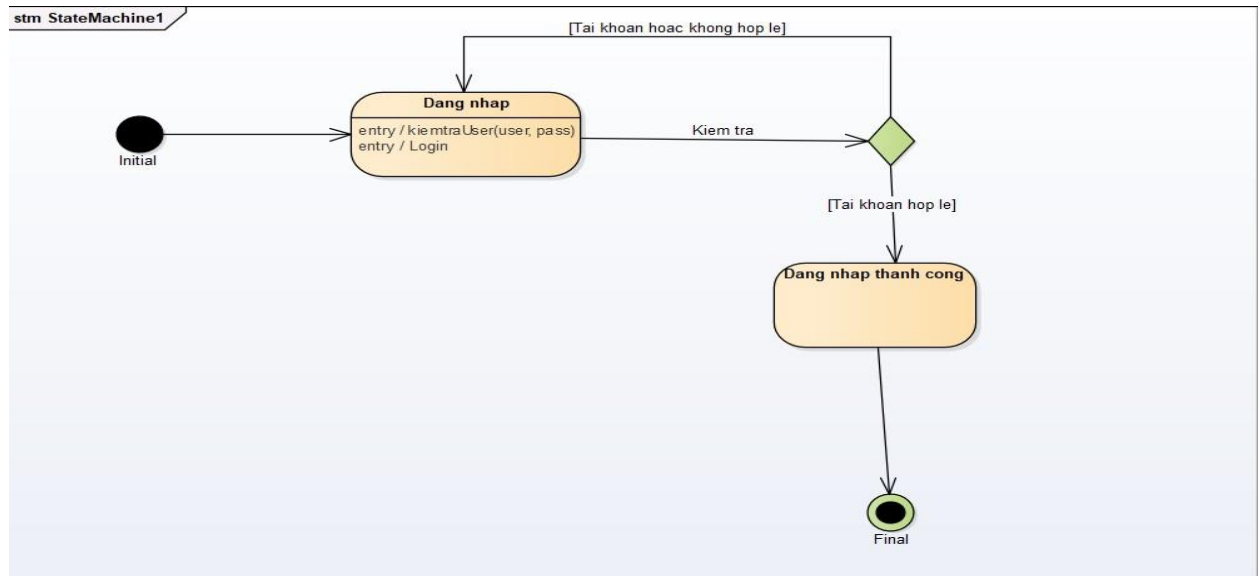 stm StateMachine1
[Tai khoan hoac khong hop le]
Dang nhap
entry / kiemtraUser(user, pass)
entry / Login
Kiem tra
Initial
[Tai khoan hop le]
Dang nhap thanh cong
Final